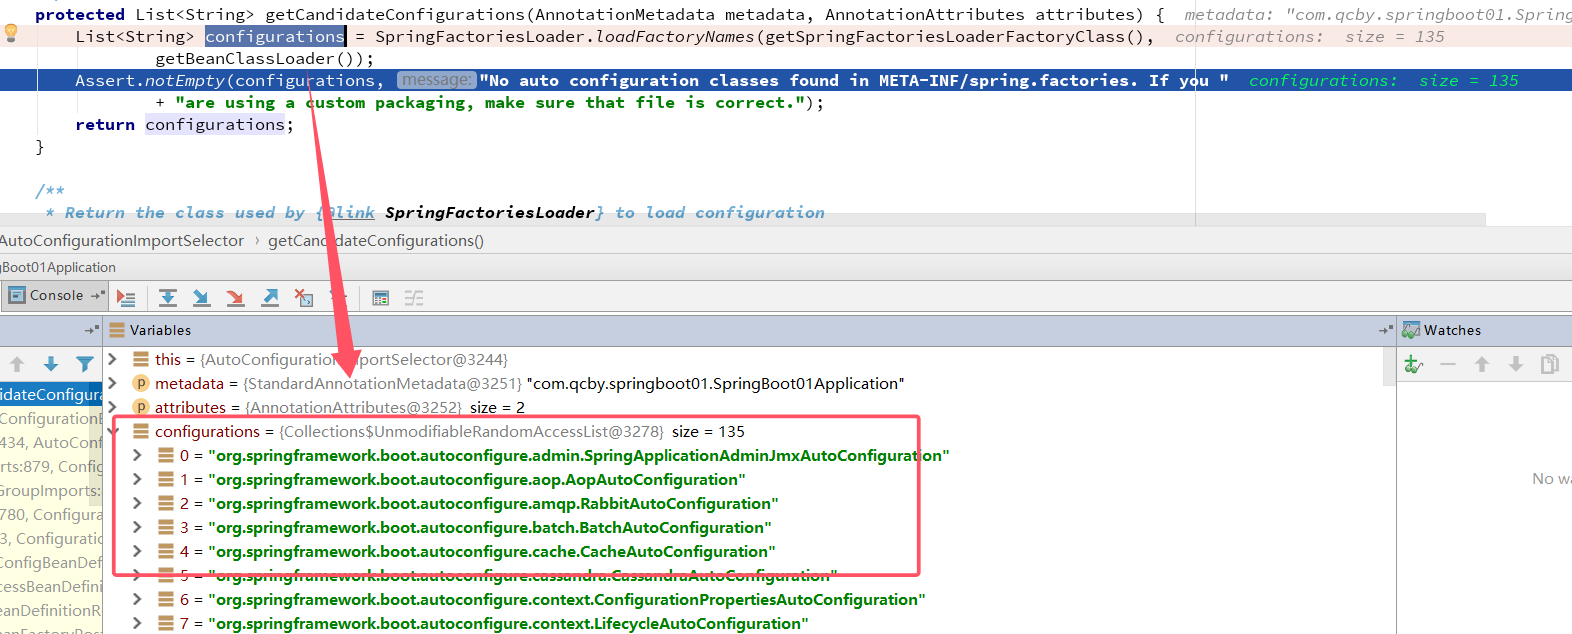 protected List<String> getCandidateConfigurations(AnnotationMetadata metadata, AnnotationAttributes attributes) { metadata: "com.qcby.springboot01.Spring
List<String> configurations = SpringFactoriesLoader.loadFactoryNames(getSpringFactoriesLoaderFactoryClass(), configurations: size = 135
getBeanClassLoader());
Assert.notEmpty(configurations, message: "No auto configuration classes found in META-INF/spring.factories. If you " configurations: size = 135
+ "are using a custom packaging, make sure that file is correct.");
return configurations;
}
/**
* Return the class used by {@link SpringFactoriesLoader} to load configuration
AutoConfigurationImportSelector › getCandidateConfigurations()
Boot01Application
Console
Variables
Watches
this = {AutoConfigurationImportSelector@3244}
metadata = {StandardAnnotationMetadata@3251} "com.qcby.springboot01.SpringBoot01Application"
idateConfigura
attributes = {AnnotationAttributes@3252} size = 2
ConfigurationE
configurations = {Collections$UnmodifiableRandomAccessList@3278} size = 135
434, AutoConf
0 = "org.springframework.boot.autoconfigure.admin.SpringApplicationAdminJmxAutoConfiguration"
rts:879, Config
1 = "org.springframework.boot.autoconfigure.aop.AopAutoConfiguration"
No wa
GroupImports:
2 = "org.springframework.boot.autoconfigure.amqp.RabbitAutoConfiguration"
780, Configura
3 = "org.springframework.boot.autoconfigure.batch.BatchAutoConfiguration"
3, Configuratio
4 = "org.springframework.boot.autoconfigure.cache.CacheAutoConfiguration"
ConfigBeanDef
5 = "org.springframework.boot.autoconfigure.cassandra.CassandraAutoConfiguration"
cessBeanDefini
6 = "org.springframework.boot.autoconfigure.context.ConfigurationPropertiesAutoConfiguration"
eanDefinitionR
7 = "org.springframework.boot.autoconfigure.context.LifecycleAutoConfiguration"